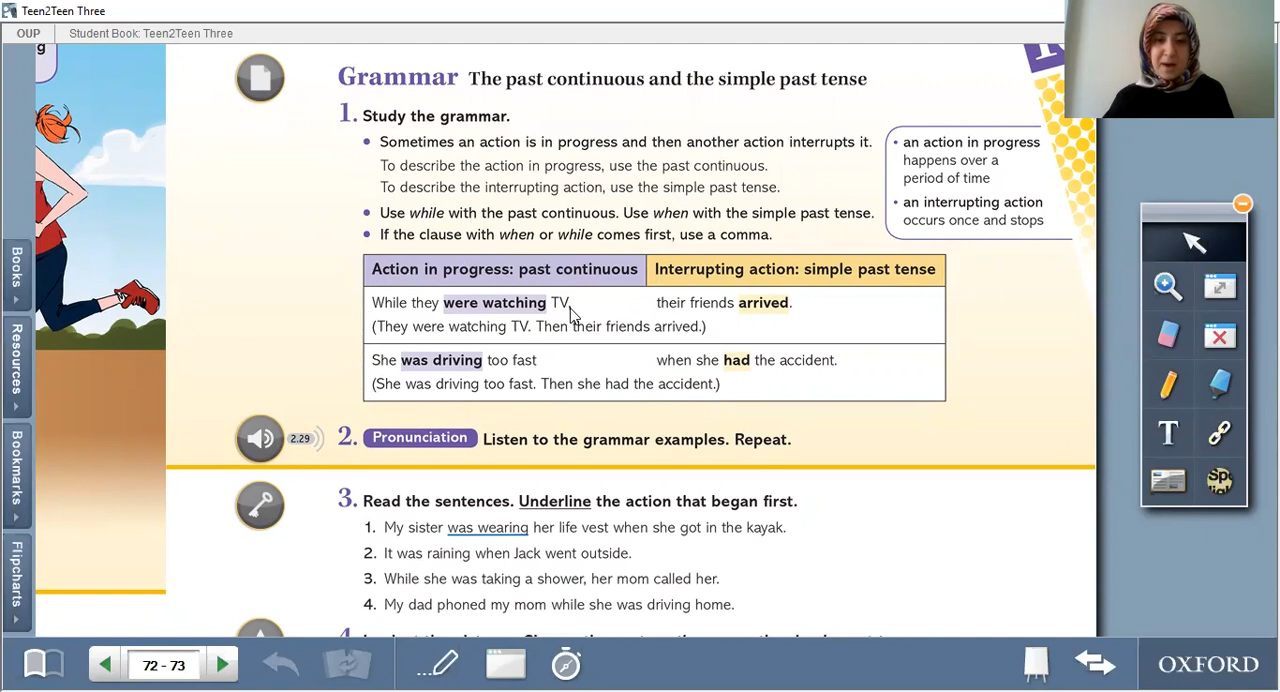 Teen2Teen Three
OUP
Student Book: Teen2Teen Three
g
Grammar The past continuous and the simple past tense
1. Study the grammar.
• Sometimes an action is in progress and then another action interrupts it.
To describe the action in progress, use the past continuous.
To describe the interrupting action, use the simple past tense.
• Use while with the past continuous. Use when with the simple past tense.
• If the clause with when or while comes first, use a comma.
• an action in progress
happens over a
period of time
• an interrupting action
occurs once and stops
Action in progress: past continuous
Interrupting action: simple past tense
While they were watching TV,
their friends arrived.
(They were watching TV. Then their friends arrived.)
She was driving too fast
when she had the accident.
(She was driving too fast. Then she had the accident.)
2.29
2. Pronunciation Listen to the grammar examples. Repeat.
3. Read the sentences. Underline the action that began first.
1. My sister was wearing her life vest when she got in the kayak.
2. It was raining when Jack went outside.
3. While she was taking a shower, her mom called her.
4. My dad phoned my mom while she was driving home.
Books
Resources
Bookmarks
Flipcharts
T
72 - 73
OXFORD